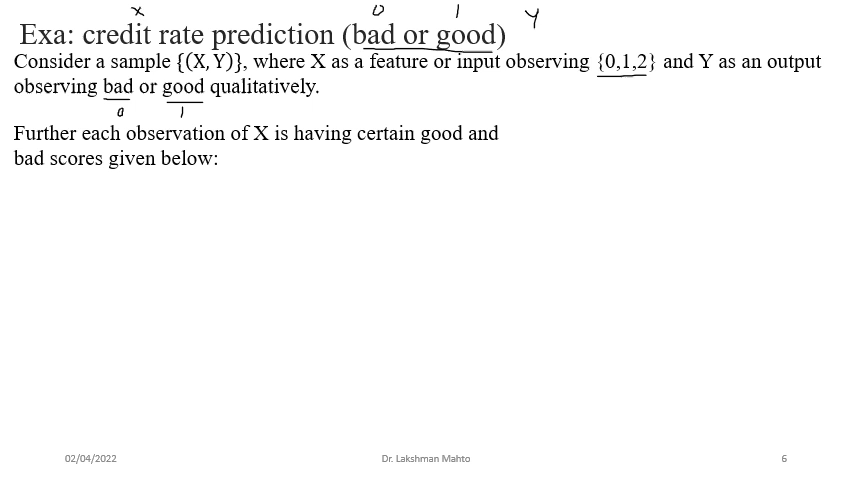 x 0 1 Y
Exa: credit rate prediction (bad or good)
Consider a sample {(X, Y)}, where X as a feature or input observing {0,1,2} and Y as an output
observing bad or good qualitatively.
0 1
Further each observation of X is having certain good and
bad scores given below:
02/04/2022 Dr. Lakshman Mahto 6